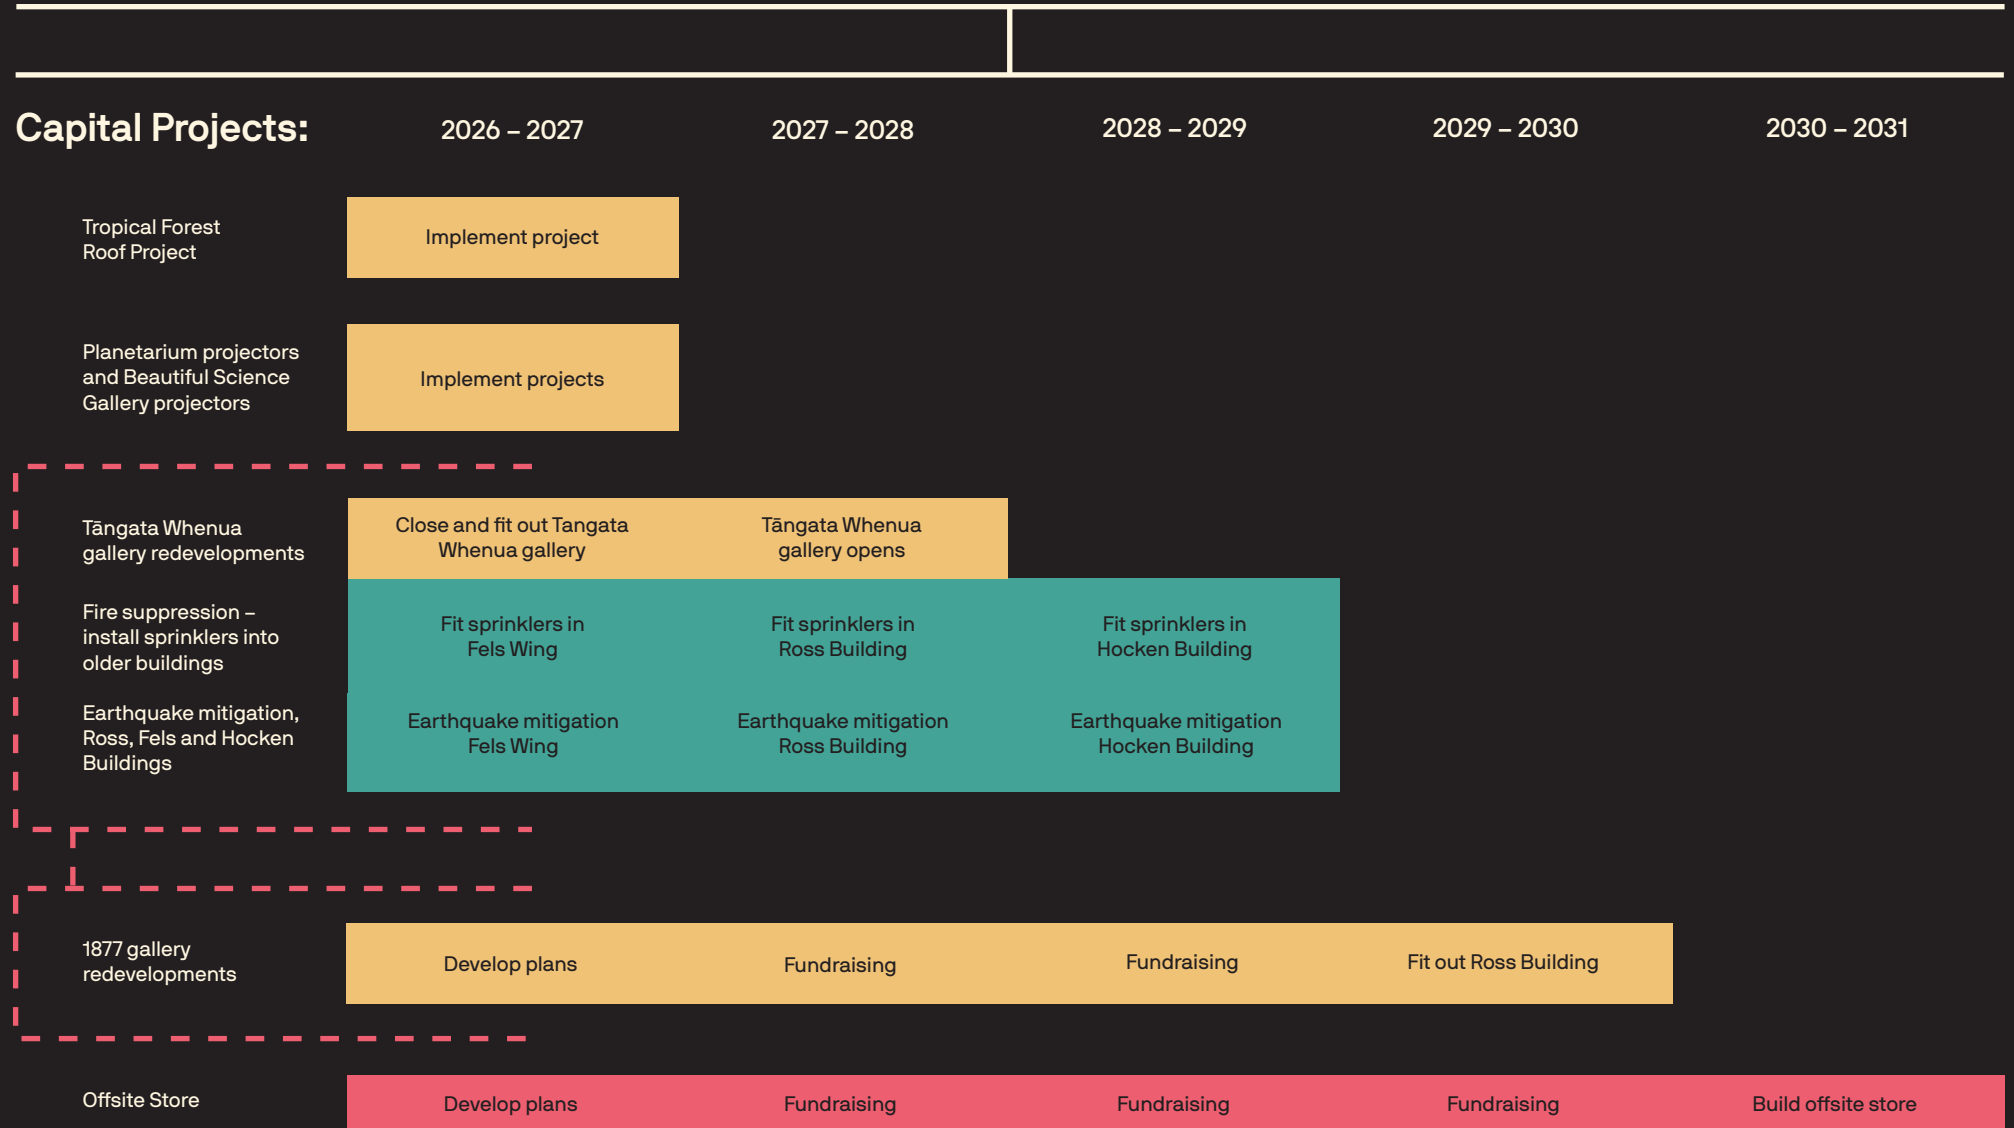 Capital Projects:
2026 – 2027
2027 – 2028
2028 – 2029
2029 – 2030
2030 – 2031
Tropical Forest
Roof Project
Implement project
Planetarium projectors
and Beautiful Science
Gallery projectors
Implement projects
Tāngata Whenua
gallery redevelopments
Close and fit out Tangata
Whenua gallery
Tāngata Whenua
gallery opens
Fire suppression –
install sprinklers into
older buildings
Fit sprinklers in
Fels Wing
Fit sprinklers in
Ross Building
Fit sprinklers in
Hocken Building
Earthquake mitigation,
Ross, Fels and Hocken
Buildings
Earthquake mitigation
Fels Wing
Earthquake mitigation
Ross Building
Earthquake mitigation
Hocken Building
1877 gallery
redevelopments
Develop plans
Fundraising
Fundraising
Fit out Ross Building
Offsite Store
Develop plans
Fundraising
Fundraising
Fundraising
Build offsite store